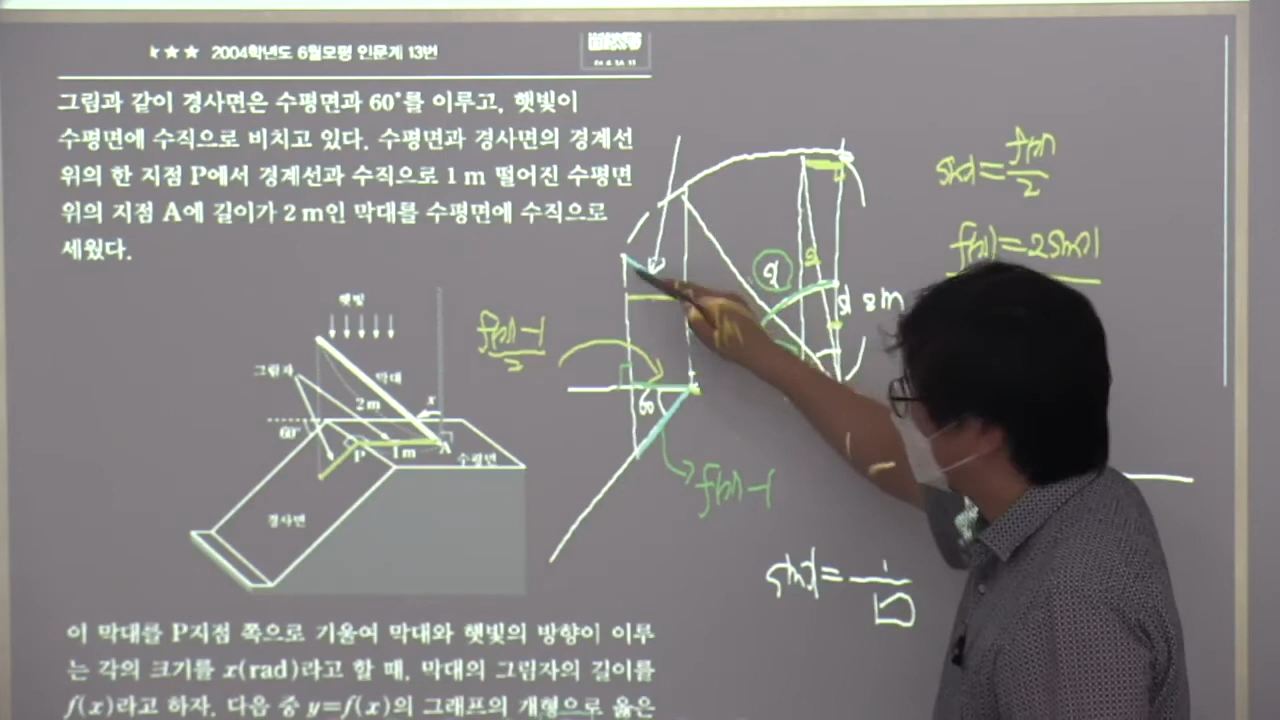 ★★★ 2004학년도 6월모평 인문계 13번
그림과 같이 경사면은 수평면과 60°를 이루고, 햇빛이
수평면에 수직으로 비치고 있다. 수평면과 경사면의 경계선
위의 한 지점 P에서 경계선과 수직으로 1 m 떨어진 수평면
위의 지점 A에 길이가 2 m인 막대를 수평면에 수직으로
세웠다.
햇빛
그림자
막대
2 m
x
60°
P
1 m
A
수평면
경사면
이 막대를 P지점 쪽으로 기울여 막대와 햇빛의 방향이 이루
는 각의 크기를 x(rad)라고 할 때, 막대의 그림자의 길이를
f(x)라고 하자. 다음 중 y=f(x)의 그래프의 개형으로 옳은
f(x)-1
2
60
f(x)-1
2m
sinx = f(x)
2
f(x) = 2sinx
sinx =